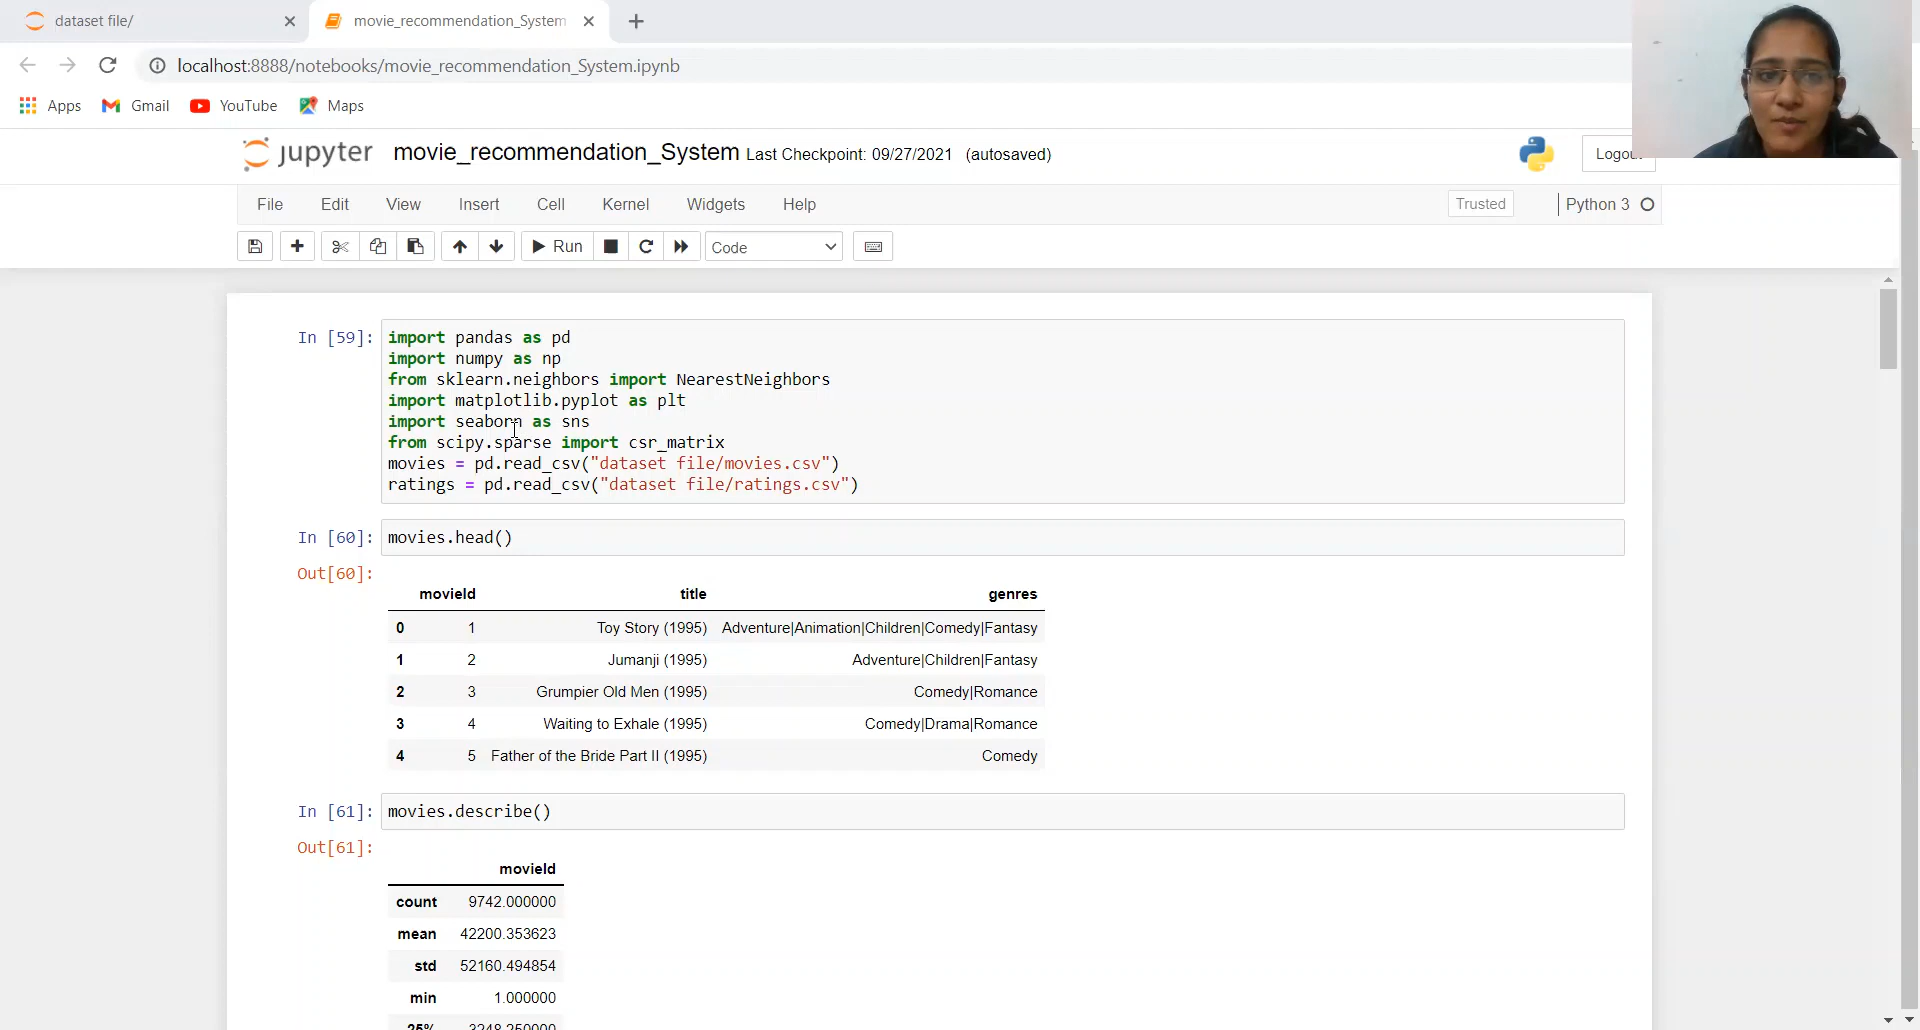 dataset file/
movie_recommendation_System
localhost:8888/notebooks/movie_recommendation_System.ipynb
Apps Gmail YouTube Maps
jupyter movie_recommendation_System Last Checkpoint: 09/27/2021 (autosaved)
Logout
File Edit View Insert Cell Kernel Widgets Help Trusted Python 3
Run Code
In [59]: import pandas as pd
import numpy as np
from sklearn.neighbors import NearestNeighbors
import matplotlib.pyplot as plt
import seaborn as sns
from scipy.sparse import csr_matrix
movies = pd.read_csv("dataset file/movies.csv")
ratings = pd.read_csv("dataset file/ratings.csv")
In [60]: movies.head()
Out[60]:
movieId title genres
0 1 Toy Story (1995) Adventure|Animation|Children|Comedy|Fantasy
1 2 Jumanji (1995) Adventure|Children|Fantasy
2 3 Grumpier Old Men (1995) Comedy|Romance
3 4 Waiting to Exhale (1995) Comedy|Drama|Romance
4 5 Father of the Bride Part II (1995) Comedy
In [61]: movies.describe()
Out[61]:
movieId
count 9742.000000
mean 42200.353623
std 52160.494854
min 1.000000
25% 3248.250000